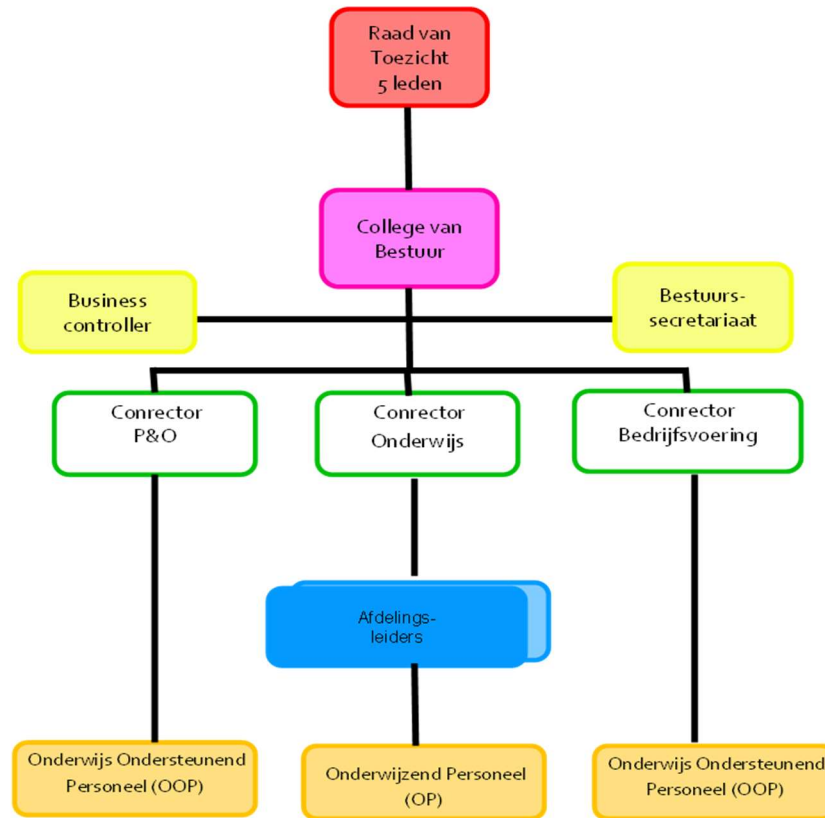 Raad van
Toezicht
5 leden
College van
Bestuur
Business
controller
Bestuurs-
secretariaat
Conrector
P&O
Conrector
Onderwijs
Conrector
Bedrijfsvoering
Afdelings-
leiders
Onderwijs Ondersteunend
Personeel (OOP)
Onderwijzend Personeel
(OP)
Onderwijs Ondersteunend
Personeel (OOP)